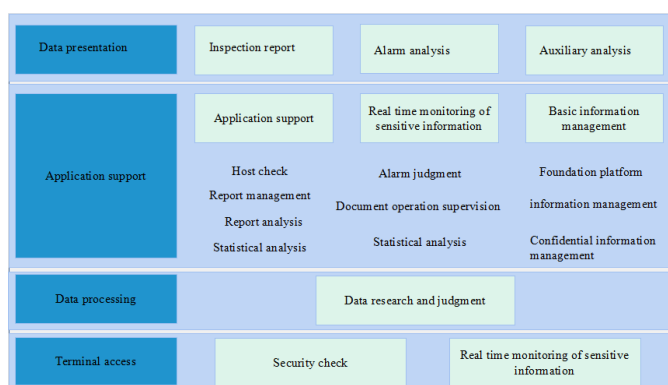 Data presentation
Inspection report
Alarm analysis
Auxiliary analysis
Application support
Application support
Real time monitoring of
sensitive information
Basic information
management
Host check
Report management
Report analysis
Statistical analysis
Alarm judgment
Document operation supervision
Statistical analysis
Foundation platform
information management
Confidential information
management
Data processing
Data research and judgment
Terminal access
Security check
Real time monitoring of sensitive
information